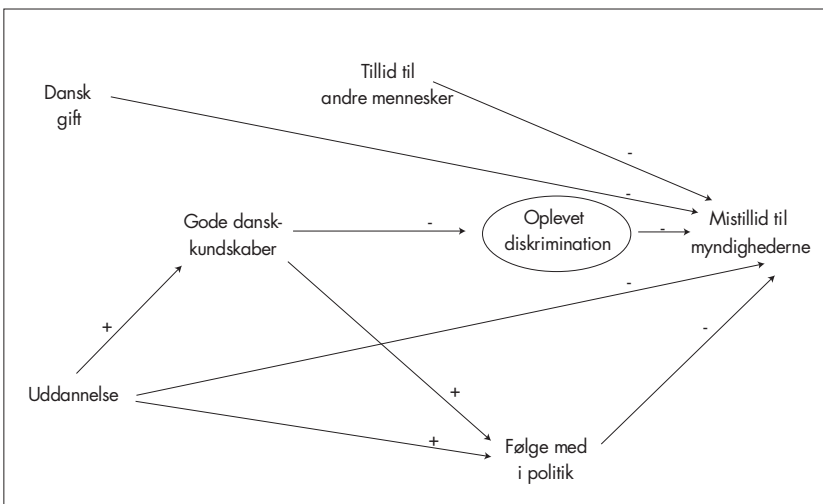 Tillid til
andre mennesker
Dansk
gift
-
-
Gode dansk-
kundskaber
-
Oplevet
diskrimination
-
Mistillid til
myndighederne
-
+
-
Uddannelse
+
+
Følge med
i politik